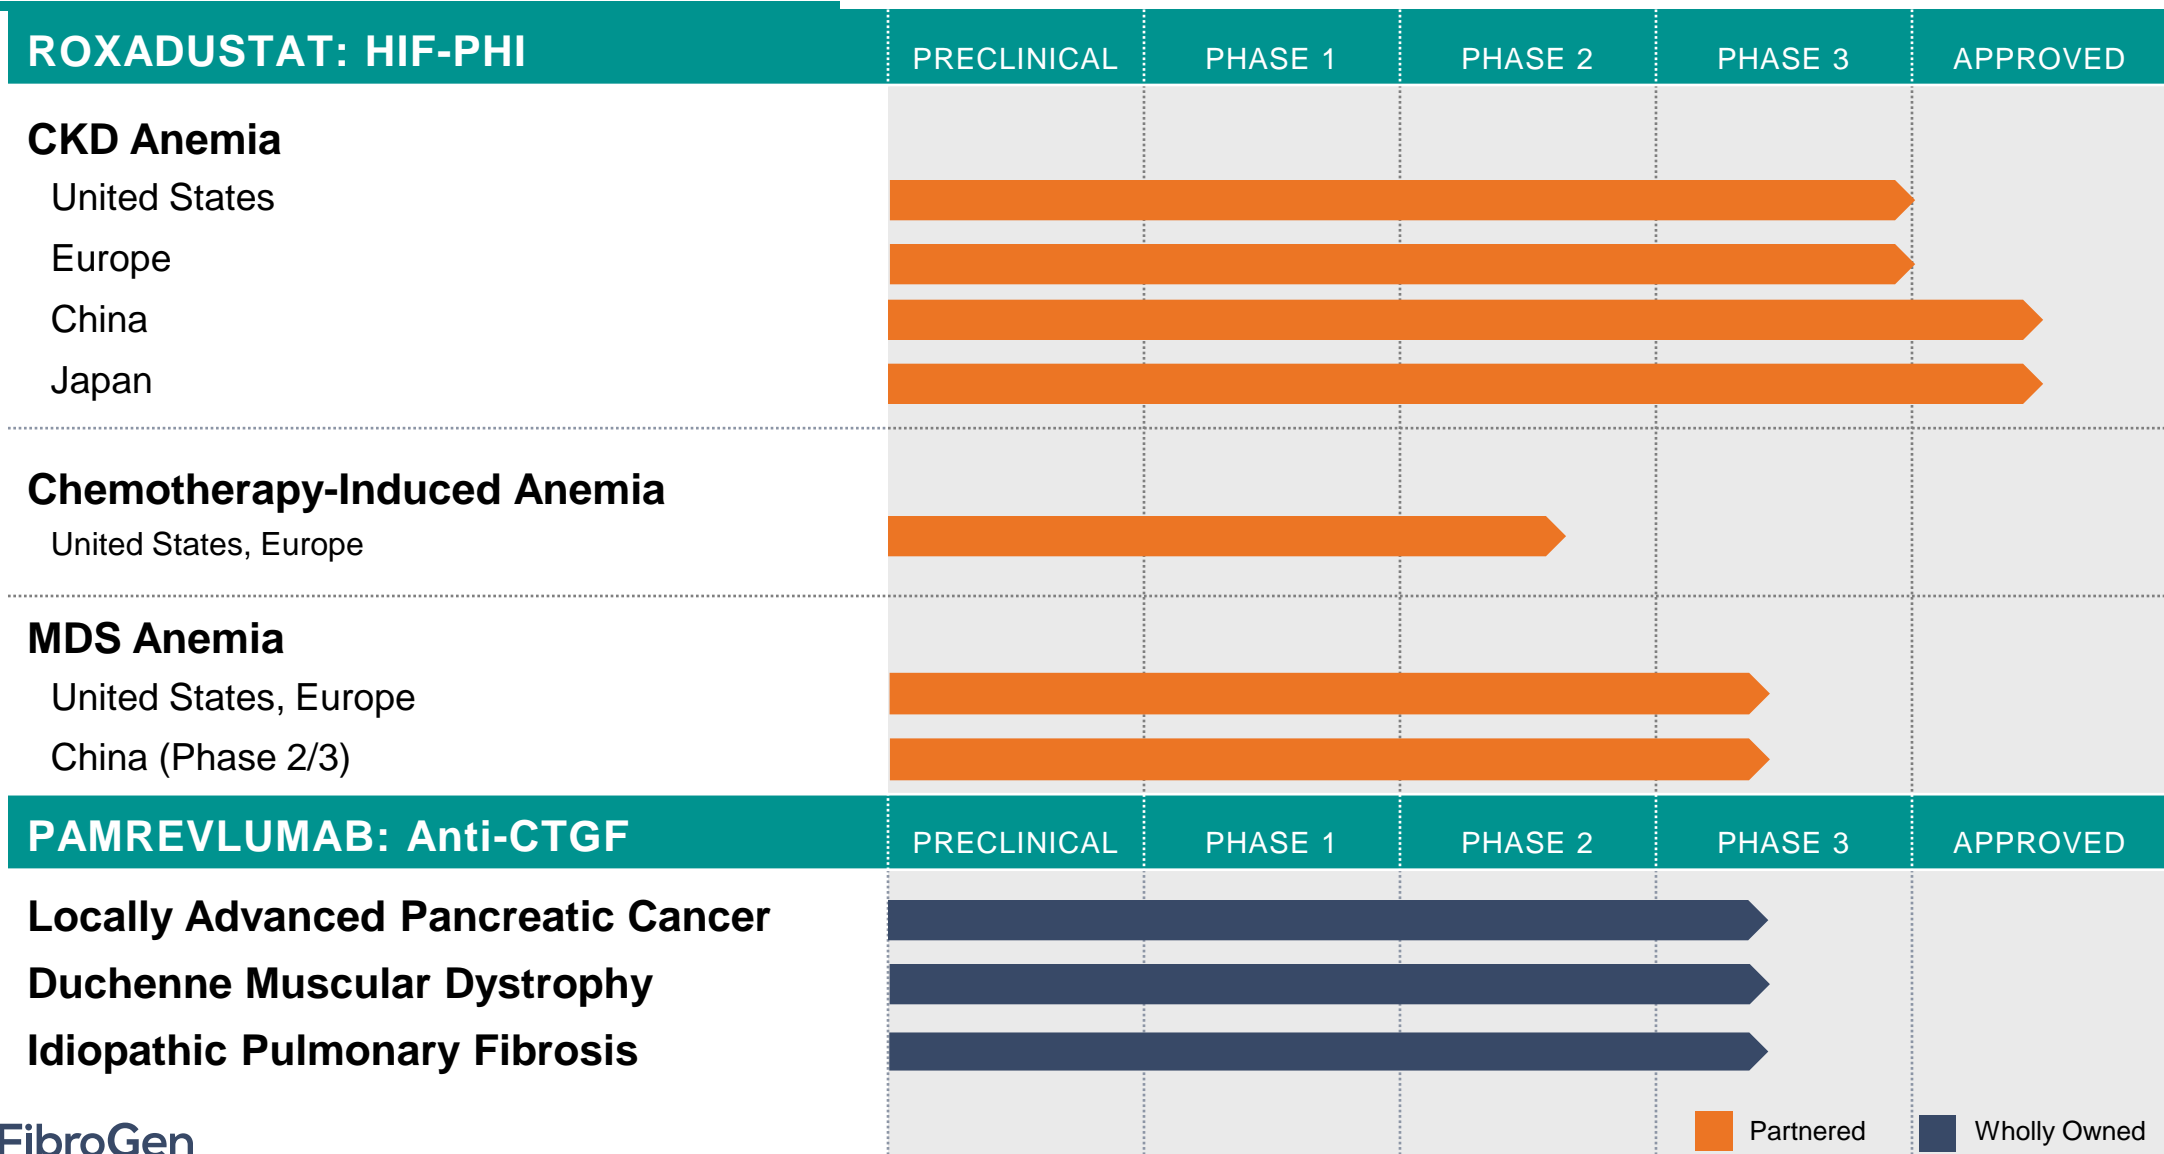 ROXADUSTAT: HIF-PHI PRECLINICAL PHASE 1 PHASE 2 PHASE 3 APPROVED
CKD Anemia
United States
Europe
China
Japan
Chemotherapy-Induced Anemia
United States, Europe
MDS Anemia
United States, Europe
China (Phase 2/3)
PAMREVLUMAB: Anti-CTGF PRECLINICAL PHASE 1 PHASE 2 PHASE 3 APPROVED
Locally Advanced Pancreatic Cancer
Duchenne Muscular Dystrophy
Idiopathic Pulmonary Fibrosis
FibroGen Partnered Wholly Owned